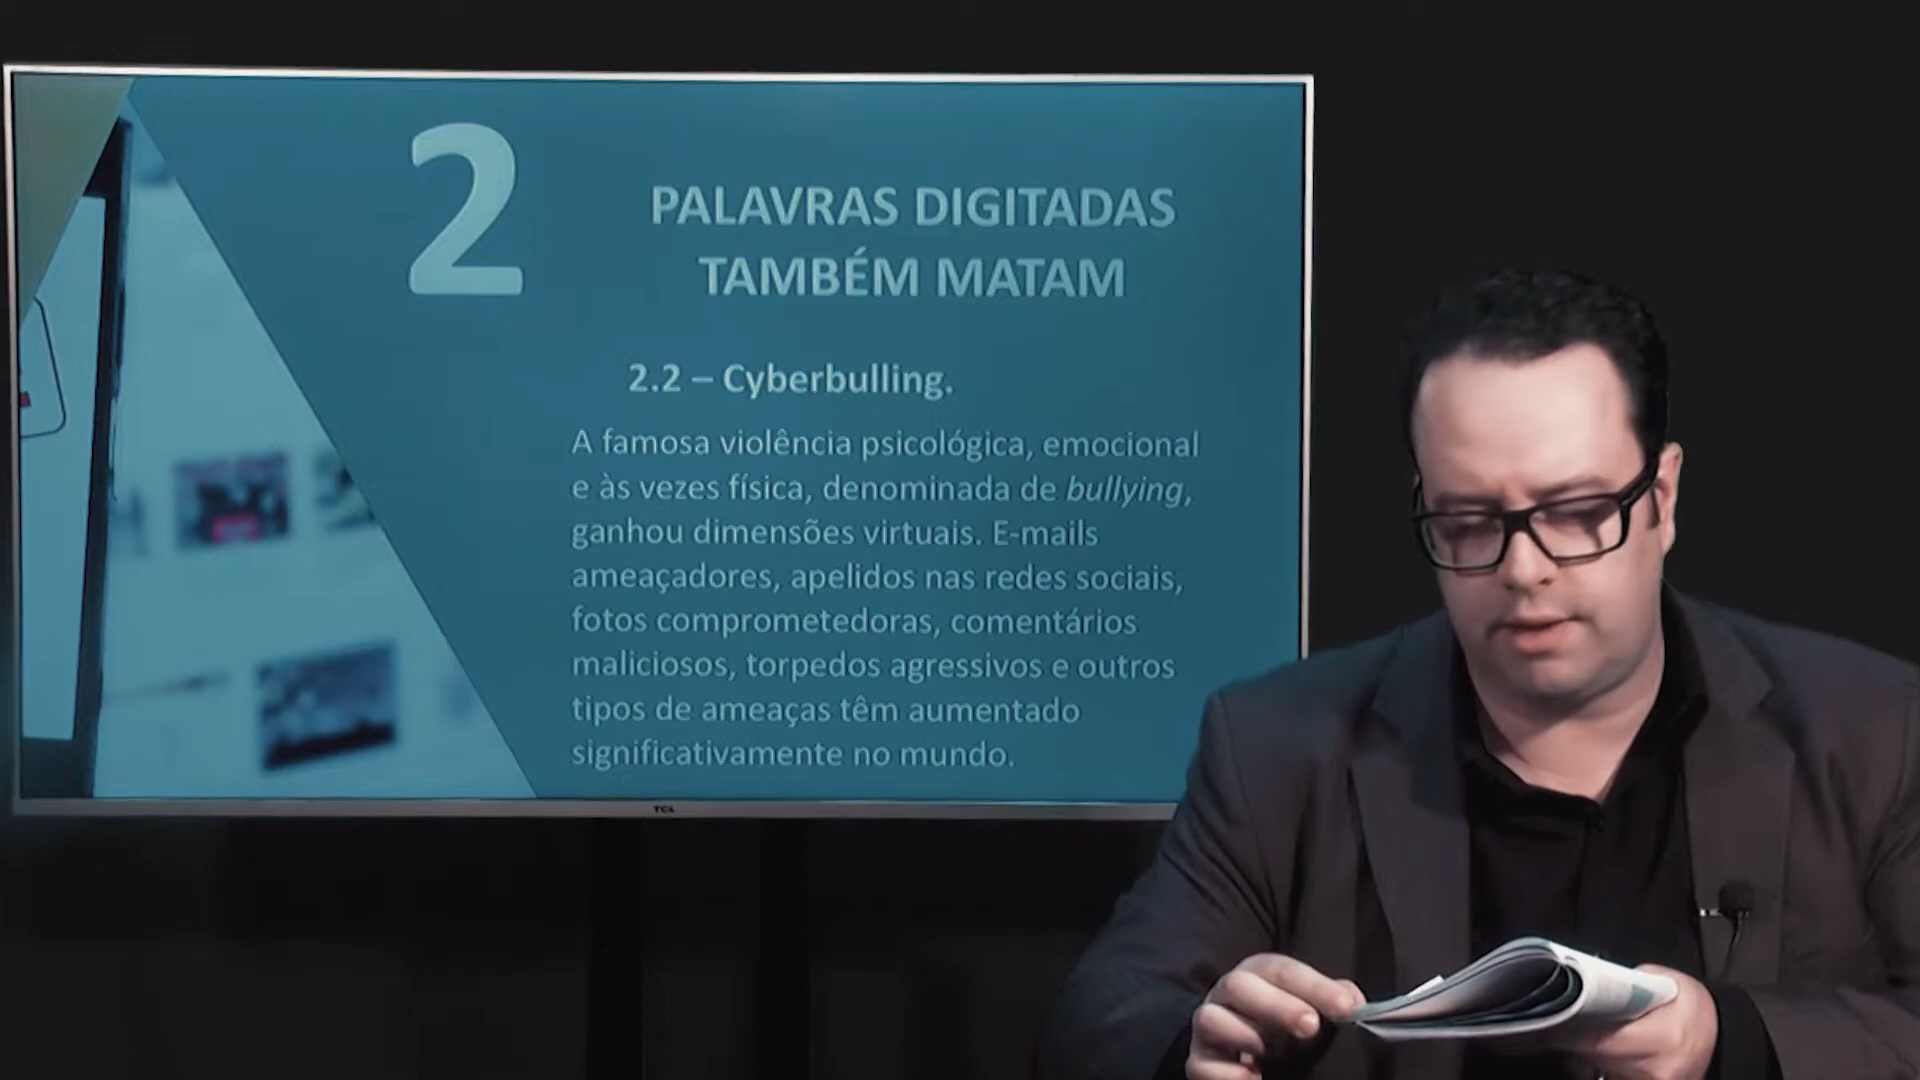 2
PALAVRAS DIGITADAS
TAMBÉM MATAM
2.2 – Cyberbulling.
A famosa violência psicológica, emocional
e às vezes física, denominada de bullying,
ganhou dimensões virtuais. E-mails
ameaçadores, apelidos nas redes sociais,
fotos comprometedoras, comentários
maliciosos, torpedos agressivos e outros
tipos de ameaças têm aumentado
significativamente no mundo.
TCL